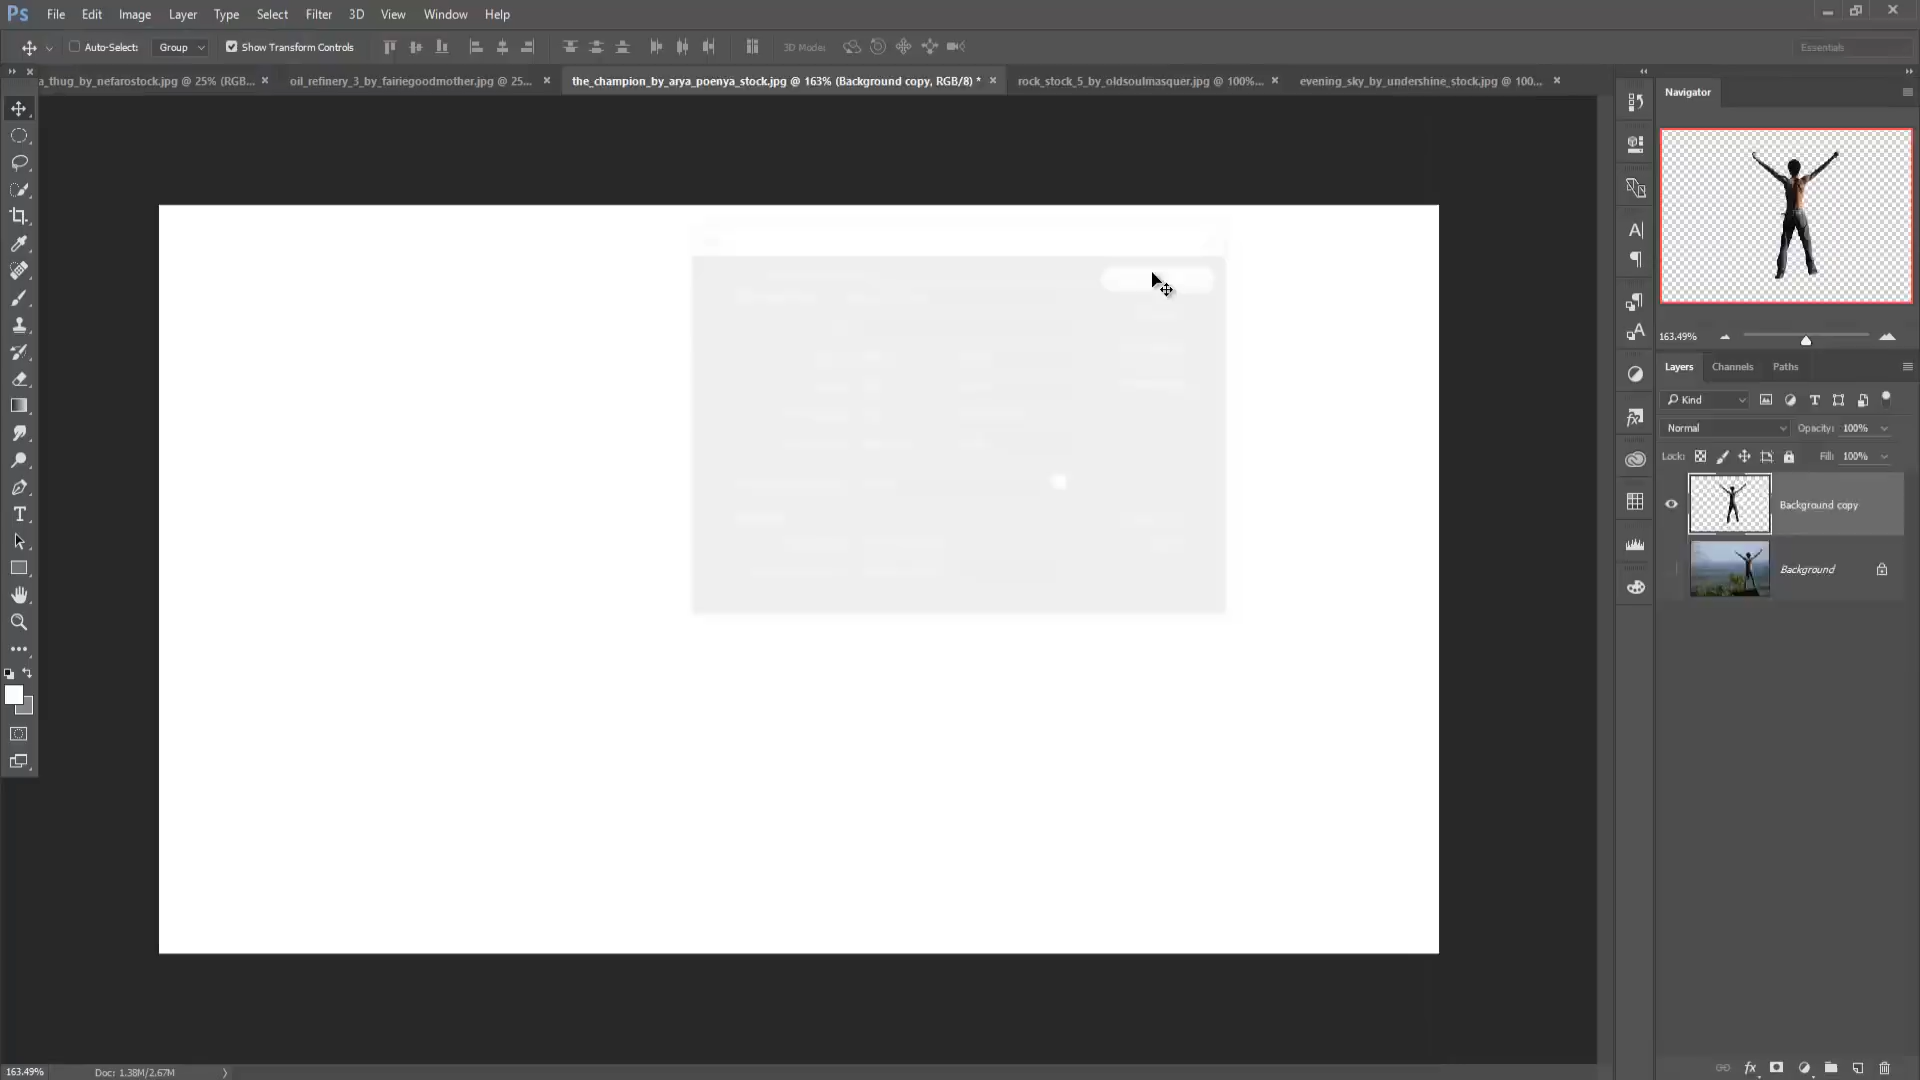 Ps File Edit Image Layer Type Select Filter 3D View Window Help
Auto-Select: Group Show Transform Controls 3D Mode: Essentials
a_thug_by_nefarostock.jpg @ 25% (RGB... × oil_refinery_3_by_fairiegoodmother.jpg @ 25... × the_champion_by_arya_poenya_stock.jpg @ 163% (Background copy, RGB/8) * × rock_stock_5_by_oldsoulmasquer.jpg @ 100%... × evening_sky_by_undershine_stock.jpg @ 100... ×
Navigator
163.49%
Layers Channels Paths
Kind
Normal Opacity: 100%
Lock: Fill: 100%
Background copy
Background
163.49% Doc: 1.38M/2.67M